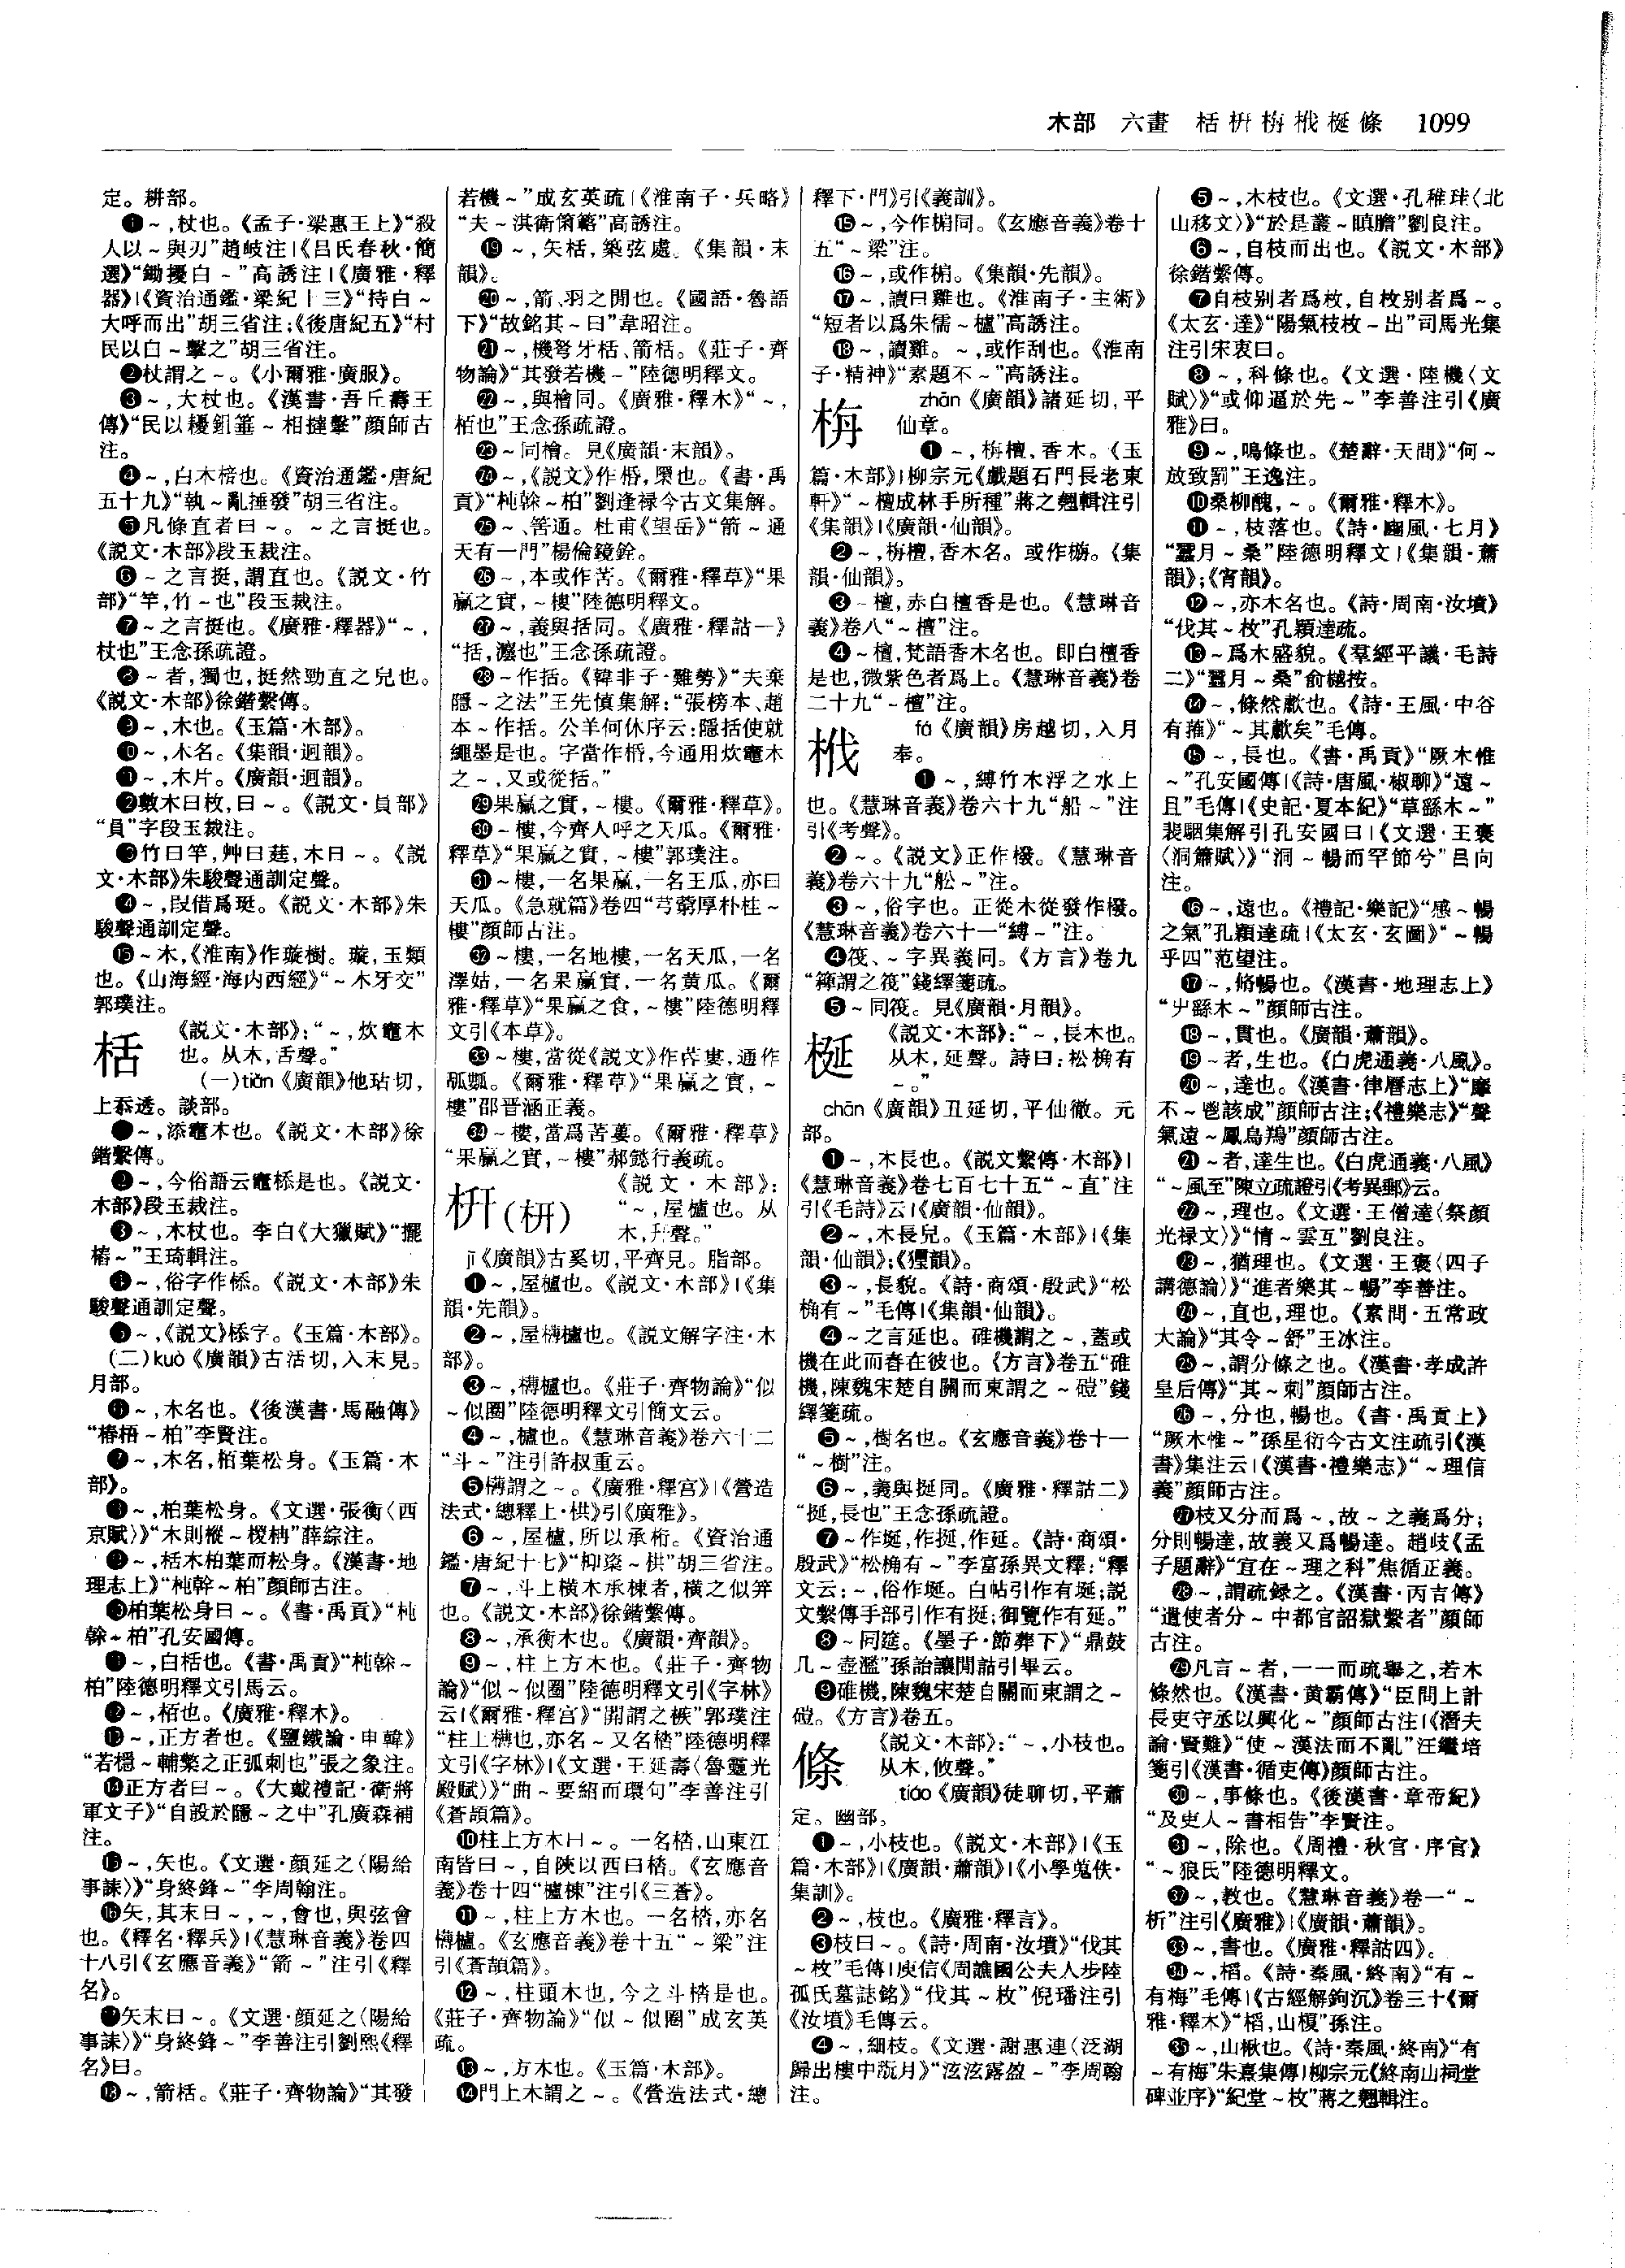 木部　六畫　栝枅栴栰梴條　1099
定。耕部。
❶～,杖也。《孟子·梁惠王上》“殺
人以～與刃”趙岐注|《吕氏春秋·簡
選》“鋤擾白～”高誘注|《廣雅·釋
器》|《資治通鑑·梁紀十三》“持白～
大呼而出”胡三省注;《後唐紀五》“村
民以白～擊之”胡三省注。
❷杖謂之～。《小爾雅·廣服》。
❸～,大杖也。《漢書·吾丘壽王
傳》“民以耰鉏箠～相撻擊”顔師古
注。
❹～,白木棓也。《資治通鑑·唐紀
五十九》“執～亂捶發”胡三省注。
❺凡條直者曰～。～之言挺也。
《説文·木部》段玉裁注。
❻～之言挺,謂直也。《説文·竹
部》“竿,竹～也”段玉裁注。
❼～之言挺也。《廣雅·釋器》“～,
杖也”王念孫疏證。
❽～者,獨也,挺然勁直之皃也。
《説文·木部》徐鍇繫傳。
❾～,木也。《玉篇·木部》。
❿～,木名。《集韻·迥韻》。
⓫～,木片。《廣韻·迥韻》。
⓬數木曰枚,曰～。《説文·員部》
“員”字段玉裁注。
⓭竹曰竿,艸曰莛,木曰～。《説
文·木部》朱駿聲通訓定聲。
⓮～,叚借爲珽。《説文·木部》朱
駿聲通訓定聲。
⓯～木,《淮南》作璇樹。璇,玉類
也。《山海經·海内西經》“～木牙交”
郭璞注。
栝　《説文·木部》:“～,炊竈木
也。从木,舌聲。”
(一)tiǎn《廣韻》他玷切,
上忝透。談部。
❶～,添竈木也。《説文·木部》徐
鍇繫傳。
❷～,今俗語云竈㮇是也。《説文·
木部》段玉裁注。
❸～,木杖也。李白《大獵賦》“擺
樁～”王琦輯注。
❹～,俗字作㮇。《説文·木部》朱
駿聲通訓定聲。
❺～,《説文》㮇字。《玉篇·木部》。
(二)kuò《廣韻》古活切,入末見。
月部。
❻～,木名也。《後漢書·馬融傳》
“椿梧～柏”李賢注。
❼～,木名,栢葉松身。《玉篇·木
部》。
❽～,柏葉松身。《文選·張衡〈西
京賦〉》“木則樅～椶柟”薛綜注。
❾～,栝木柏葉而松身。《漢書·地
理志上》“杶幹～柏”顔師古注。
❿柏葉松身曰～。《書·禹貢》“杶
榦～柏”孔安國傳。
⓫～,白栝也。《書·禹貢》“杶榦～
柏”陸德明釋文引馬云。
⓬～,栢也。《廣雅·釋木》。
⓭～,正方者也。《鹽鐵論·申韓》
“若檼～輔檠之正弧刺也”張之象注。
⓮正方者曰～。《大戴禮記·衛將
軍文子》“自設於隱～之中”孔廣森補
注。
⓯～,矢也。《文選·顔延之〈陽給
事誄〉》“身終鋒～”李周翰注。
⓰矢,其末曰～,～,會也,與弦會
也。《釋名·釋兵》|《慧琳音義》卷四
十八引《玄應音義》“箭～”注引《釋
名》。
⓱矢末曰～。《文選·顔延之〈陽給
事誄〉》“身終鋒～”李善注引劉熙《釋
名》曰。
⓲～,箭栝。《莊子·齊物論》“其發
若機～”成玄英疏|《淮南子·兵略》
“夫～淇衛箘簵”高誘注。
⓳～,矢栝,築弦處。《集韻·末
韻》。
⓴～,箭、羽之閒也。《國語·魯語
下》“故銘其～曰”韋昭注。
㉑～,機弩牙栝、箭栝。《莊子·齊
物論》“其發若機～”陸德明釋文。
㉒～,與檜同。《廣雅·釋木》“～,
栢也”王念孫疏證。
㉓～同檜。見《廣韻·末韻》。
㉔～,《説文》作桰,檃也。《書·禹
貢》“杶榦～柏”劉逢禄今古文集解。
㉕～、筈通。杜甫《望岳》“箭～通
天有一門”楊倫鏡銓。
㉖～,本或作苦。《爾雅·釋草》“果
臝之實,～樓”陸德明釋文。
㉗～,義與括同。《廣雅·釋詁一》
“括,灋也”王念孫疏證。
㉘～作括。《韓非子·難勢》“夫棄
隱～之法”王先慎集解:“張榜本、趙
本～作括。公羊何休序云:隱括使就
繩墨是也。字當作桰,今通用炊竈木
之～,又或從括。”
㉙果臝之實,～樓。《爾雅·釋草》。
㉚～樓,今齊人呼之天瓜。《爾雅·
釋草》“果臝之實,～樓”郭璞注。
㉛～樓,一名果臝,一名王瓜,亦曰
天瓜。《急就篇》卷四“芎藭厚朴桂～
樓”顔師古注。
㉜～樓,一名地樓,一名天瓜,一名
澤姑,一名果臝實,一名黄瓜。《爾
雅·釋草》“果臝之食,～樓”陸德明釋
文引《本草》。
㉝～樓,當從《説文》作䒷蔞,通作
㼋𤬏。《爾雅·釋草》“果臝之實,～
樓”邵晉涵正義。
㉞～樓,當爲苦蔞。《爾雅·釋草》
“果臝之實,～樓”郝懿行義疏。
枅(枡)　《説文·木部》:
“～,屋櫨也。从
木,幵聲。”
jī《廣韻》古奚切,平齊見。脂部。
❶～,屋櫨也。《説文·木部》|《集
韻·先韻》。
❷～,屋欂櫨也。《説文解字注·木
部》。
❸～,欂櫨也。《莊子·齊物論》“似
～似圈”陸德明釋文引簡文云。
❹～,櫨也。《慧琳音義》卷六十二
“斗～”注引許叔重云。
❺欂謂之～。《廣雅·釋宫》|《營造
法式·總釋上·栱》引《廣雅》。
❻～,屋櫨,所以承桁。《資治通
鑑·唐紀十七》“枊楶～栱”胡三省注。
❼～,斗上横木承棟者,横之似笄
也。《説文·木部》徐鍇繫傳。
❽～,承衡木也。《廣韻·齊韻》。
❾～,柱上方木也。《莊子·齊物
論》“似～似圈”陸德明釋文引《字林》
云|《爾雅·釋宫》“開謂之槉”郭璞注
“柱上欂也,亦名～又名㭼”陸德明釋
文引《字林》|《文選·王延壽〈魯靈光
殿賦〉》“曲～要紹而環句”李善注引
《蒼頡篇》。
❿柱上方木曰～。一名㭼,山東江
南皆曰～,自陝以西曰㭼。《玄應音
義》卷十四“櫨棟”注引《三蒼》。
⓫～,柱上方木也。一名㭼,亦名
欂櫨。《玄應音義》卷十五“～梁”注
引《蒼頡篇》。
⓬～,柱頭木也,今之斗㭼是也。
《莊子·齊物論》“似～似圈”成玄英
疏。
⓭～,方木也。《玉篇·木部》。
⓮門上木謂之～。《營造法式·總
釋下·門》引《義訓》。
⓯～,今作㭼同。《玄應音義》卷十
五“～梁”注。
⓰～,或作㭼。《集韻·先韻》。
⓱～,讀曰雞也。《淮南子·主術》
“短者以爲朱儒～櫨”高誘注。
⓲～,讀雞。～,或作刮也。《淮南
子·精神》“素題不～”高誘注。
栴　zhān《廣韻》諸延切,平
仙章。
❶～,栴檀,香木。《玉
篇·木部》|柳宗元《戲題石門長老東
軒》“～檀成林手所種”蔣之翹輯注引
《集韻》|《廣韻·仙韻》。
❷～,栴檀,香木名。或作㫋。《集
韻·仙韻》。
❸～檀,赤白檀香是也。《慧琳音
義》卷八“～檀”注。
❹～檀,梵語香木名也。即白檀香
是也,微紫色者爲上。《慧琳音義》卷
二十九“～檀”注。
栰　fá《廣韻》房越切,入月
奉。
❶～,縛竹木浮之水上
也。《慧琳音義》卷六十九“船～”注
引《考聲》。
❷～。《説文》正作橃。《慧琳音
義》卷六十九“舩～”注。
❸～,俗字也。正從木從發作橃。
《慧琳音義》卷六十一“縛～”注。
❹筏、～字異義同。《方言》卷九
“簰謂之筏”錢繹箋疏。
❺～同筏。見《廣韻·月韻》。
梴　《説文·木部》:“～,長木也。
从木,延聲。詩曰:松桷有
～。”
chān《廣韻》丑延切,平仙徹。元
部。
❶～,木長也。《説文繫傳·木部》|
《慧琳音義》卷七百七十五“～直”注
引《毛詩》云|《廣韻·仙韻》。
❷～,木長皃。《玉篇·木部》|《集
韻·仙韻》;《𤣗韻》。
❸～,長貌。《詩·商頌·殷武》“松
桷有～”毛傳|《集韻·仙韻》。
❹～之言延也。碓機謂之～,蓋或
機在此而舂在彼也。《方言》卷五“碓
機,陳魏宋楚自關而東謂之～磑”錢
繹箋疏。
❺～,樹名也。《玄應音義》卷十一
“～樹”注。
❻～,義與挺同。《廣雅·釋詁二》
“挻,長也”王念孫疏證。
❼～作埏,作挻,作延。《詩·商頌·
殷武》“松桷有～”李富孫異文釋:“釋
文云:～,俗作埏。白帖引作有埏;説
文繫傳手部引作有挻;御覽作有延。”
❽～同筵。《墨子·節葬下》“鼎鼓
几～壺濫”孫詒讓閒詁引畢云。
❾碓機,陳魏宋楚自關而東謂之～
磑。《方言》卷五。
條　《説文·木部》:“～,小枝也。
从木,攸聲。”
tiáo《廣韻》徒聊切,平蕭
定。幽部。
❶～,小枝也。《説文·木部》|《玉
篇·木部》|《廣韻·蕭韻》|《小學蒐佚·
集訓》。
❷～,枝也。《廣雅·釋言》。
❸枝曰～。《詩·周南·汝墳》“伐其
～枚”毛傳|庾信《周譙國公夫人步陸
孤氏墓誌銘》“伐其～枚”倪璠注引
《汝墳》毛傳云。
❹～,細枝。《文選·謝惠連〈泛湖
歸出樓中翫月〉》“泫泫露盈～”李周翰
注。
❺～,木枝也。《文選·孔稚珪〈北
山移文〉》“於是叢～瞋膽”劉良注。
❻～,自枝而出也。《説文·木部》
徐鍇繫傳。
❼自枝别者爲枚,自枚别者爲～。
《太玄·達》“陽氣枝枚～出”司馬光集
注引宋衷曰。
❽～,科條也。《文選·陸機〈文
賦〉》“或仰逼於先～”李善注引《廣
雅》曰。
❾～,鳴條也。《楚辭·天問》“何～
放致罰”王逸注。
❿桑柳醜,～。《爾雅·釋木》。
⓫～,枝落也。《詩·豳風·七月》
“蠶月～桑”陸德明釋文|《集韻·蕭
韻》;《宵韻》。
⓬～,亦木名也。《詩·周南·汝墳》
“伐其～枚”孔穎達疏。
⓭～爲木盛貌。《羣經平議·毛詩
二》“蠶月～桑”俞樾按。
⓮～,條然歗也。《詩·王風·中谷
有蓷》“～其歗矣”毛傳。
⓯～,長也。《書·禹貢》“厥木惟
～”孔安國傳|《詩·唐風·椒聊》“遠～
且”毛傳|《史記·夏本紀》“草繇木～”
裴駰集解引孔安國曰|《文選·王褒
〈洞簫賦〉》“洞～暢而罕節兮”吕向
注。
⓰～,遠也。《禮記·樂記》“感～暢
之氣”孔穎達疏|《太玄·玄圖》“～暢
乎四”范望注。
⓱～,脩暢也。《漢書·地理志上》
“屮繇木～”顔師古注。
⓲～,貫也。《廣韻·蕭韻》。
⓳～者,生也。《白虎通義·八風》。
⓴～,達也。《漢書·律曆志上》“靡
不～鬯該成”顔師古注;《禮樂志》“聲
氣遠～鳳鳥鴹”顔師古注。
㉑～者,達生也。《白虎通義·八風》
“～風至”陳立疏證引《考異郵》云。
㉒～,理也。《文選·王僧達〈祭顔
光禄文〉》“情～雲互”劉良注。
㉓～,猶理也。《文選·王褒〈四子
講德論〉》“進者樂其～暢”李善注。
㉔～,直也,理也。《素問·五常政
大論》“其令～舒”王冰注。
㉕～,謂分條之也。《漢書·孝成許
皇后傳》“其～刺”顔師古注。
㉖～,分也,暢也。《書·禹貢上》
“厥木惟～”孫星衍今古文注疏引《漢
書》集注云|《漢書·禮樂志》“～理信
義”顔師古注。
㉗枝又分而爲～,故～之義爲分;
分則暢達,故義又爲暢達。趙岐《孟
子題辭》“宜在～理之科”焦循正義。
㉘～,謂疏録之。《漢書·丙吉傳》
“遣使者分～中都官詔獄繫者”顔師
古注。
㉙凡言～者,一一而疏舉之,若木
條然也。《漢書·黄霸傳》“臣問上計
長吏守丞以興化～”顔師古注|《潛夫
論·賢難》“使～漢法而不亂”汪繼培
箋引《漢書·循吏傳》顔師古注。
㉚～,事條也。《後漢書·章帝紀》
“及吏人～書相告”李賢注。
㉛～,除也。《周禮·秋官·序官》
“～狼氏”陸德明釋文。
㉜～,教也。《慧琳音義》卷一“～
析”注引《廣雅》|《廣韻·蕭韻》。
㉝～,書也。《廣雅·釋詁四》。
㉞～,槄。《詩·秦風·終南》“有～
有梅”毛傳|《古經解鉤沉》卷三十《爾
雅·釋木》“槄,山榎”孫注。
㉟～,山楸也。《詩·秦風·終南》“有
～有梅”朱熹集傳|柳宗元《終南山祠堂
碑並序》“紀堂～枚”蔣之翹輯注。